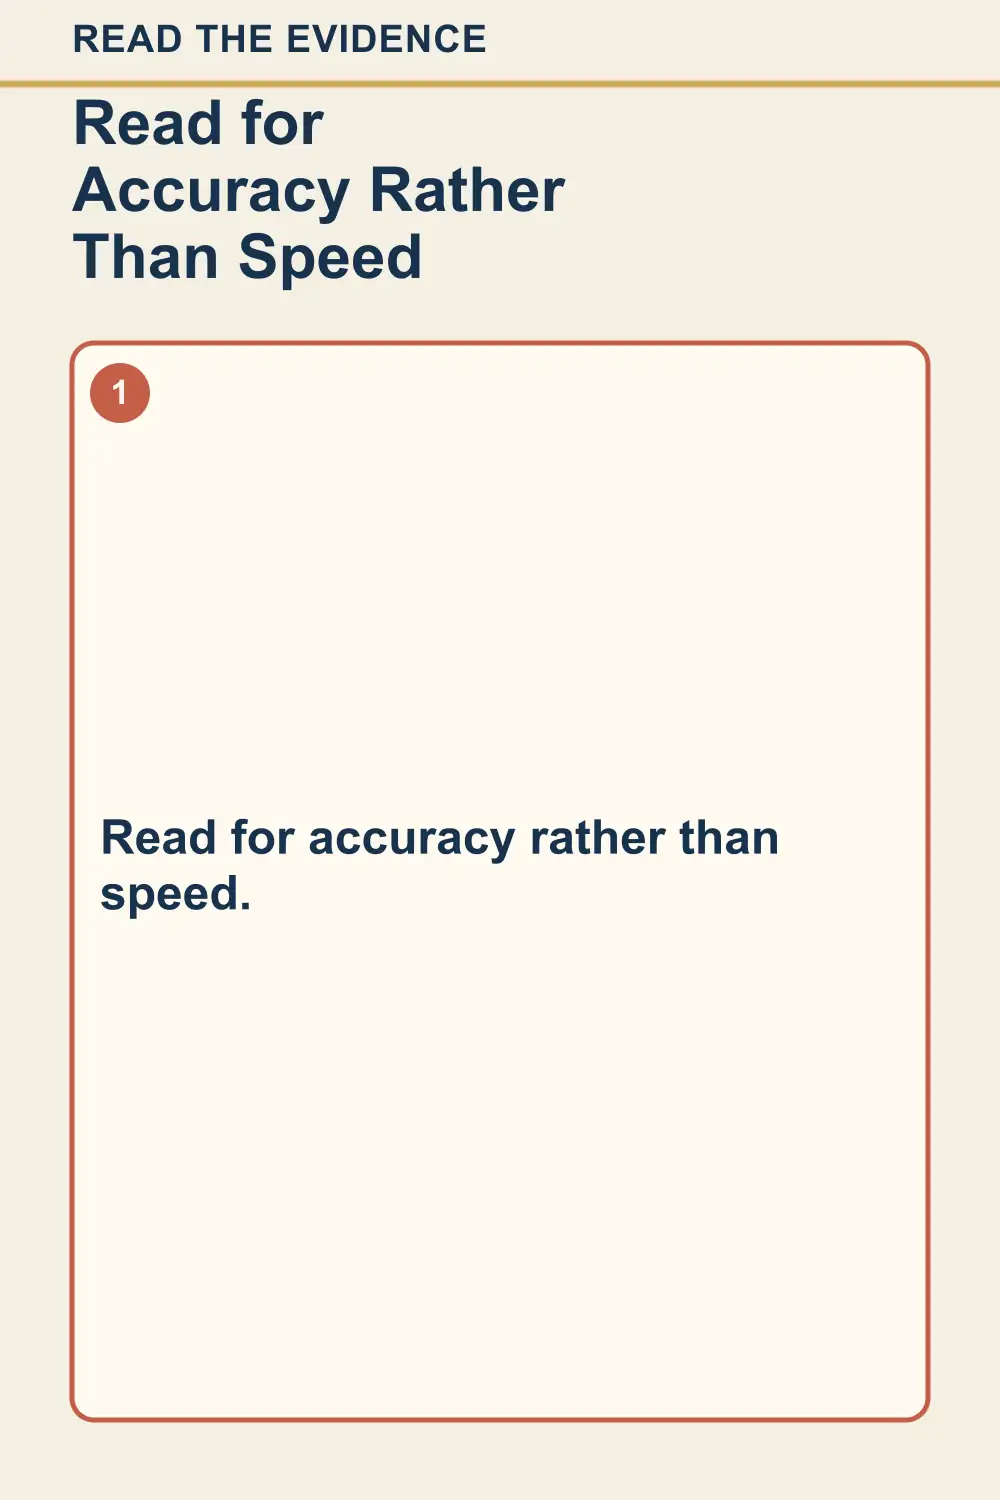 READ THE EVIDENCE
Read for
Accuracy Rather
Than Speed
1
Read for accuracy rather than
speed.